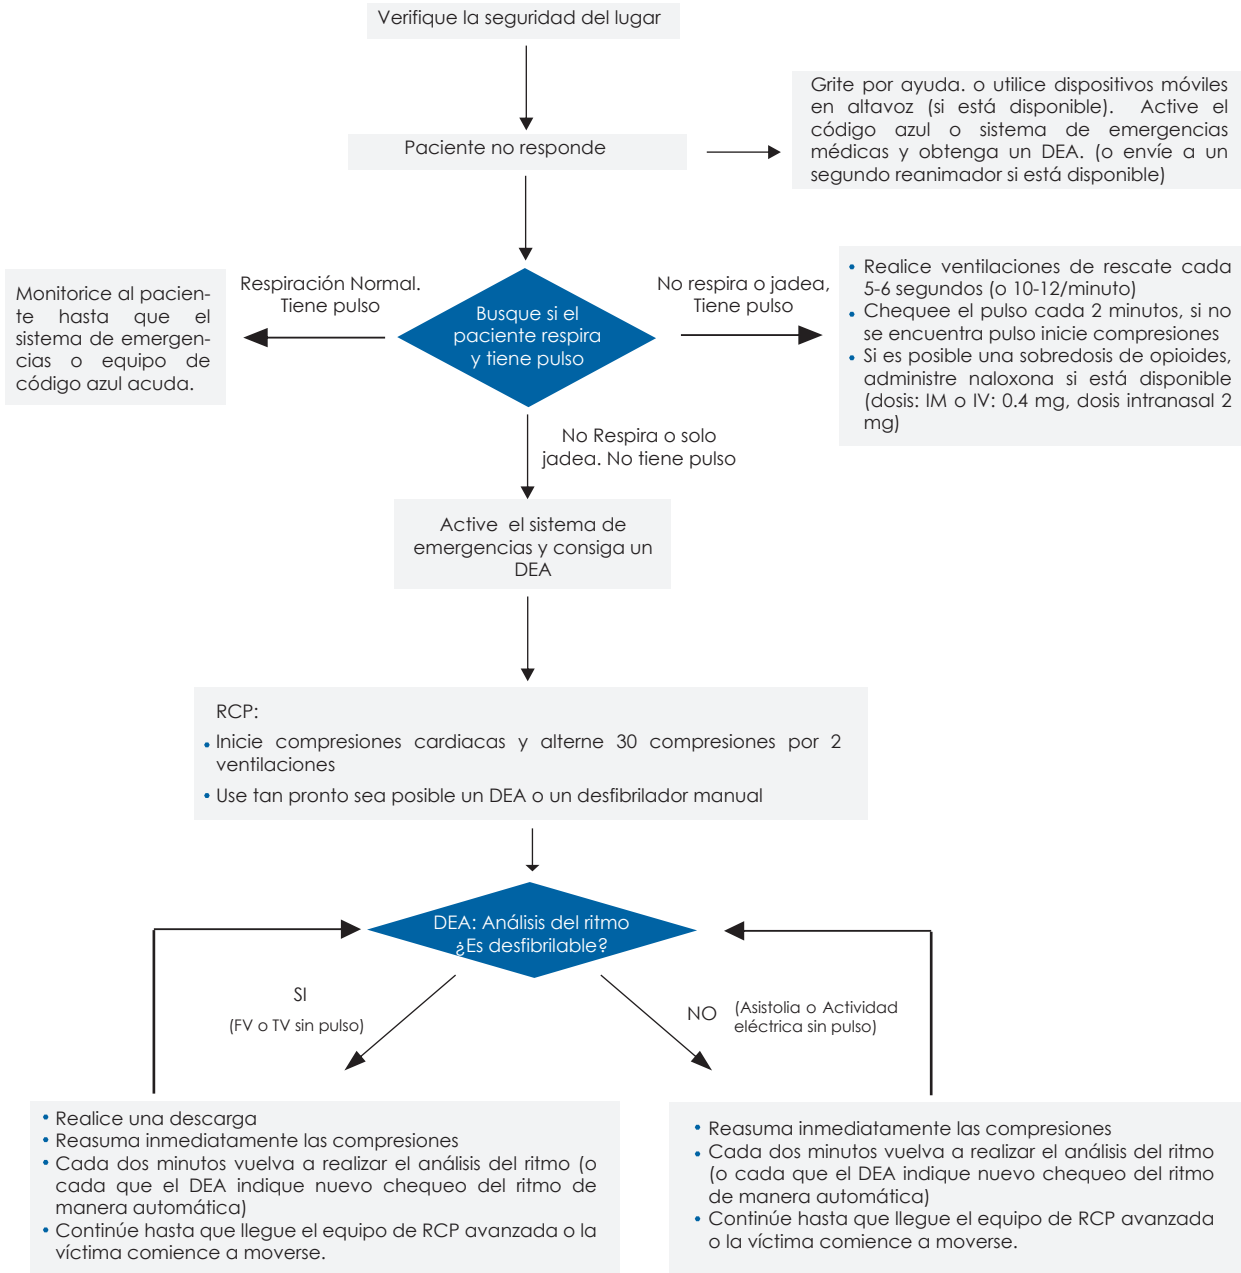 Verifique la seguridad del lugar
Grite por ayuda. o utilice dispositivos móviles
en altavoz (si está disponible). Active el
código azul o sistema de emergencias
médicas y obtenga un DEA. (o envíe a un
segundo reanimador si está disponible)
Paciente no responde
Monitorice al pacien-
te hasta que el
sistema de emergen-
cias o equipo de
código azul acuda.
Respiración Normal.
Tiene pulso
Busque si el
paciente respira
y tiene pulso
No respira o jadea,
Tiene pulso
• Realice ventilaciones de rescate cada
5-6 segundos (o 10-12/minuto)
• Chequee el pulso cada 2 minutos, si no
se encuentra pulso inicie compresiones
• Si es posible una sobredosis de opioides,
administre naloxona si está disponible
(dosis: IM o IV: 0.4 mg, dosis intranasal 2
mg)
No Respira o solo
jadea. No tiene pulso
Active el sistema de
emergencias y consiga un
DEA
RCP:
• Inicie compresiones cardiacas y alterne 30 compresiones por 2
ventilaciones
• Use tan pronto sea posible un DEA o un desfibrilador manual
DEA: Análisis del ritmo
¿Es desfibrilable?
SI
(FV o TV sin pulso)
NO
(Asistolia o Actividad
eléctrica sin pulso)
• Realice una descarga
• Reasuma inmediatamente las compresiones
• Cada dos minutos vuelva a realizar el análisis del ritmo (o
cada que el DEA indique nuevo chequeo del ritmo de
manera automática)
• Continúe hasta que llegue el equipo de RCP avanzada o la
víctima comience a moverse.
• Reasuma inmediatamente las compresiones
• Cada dos minutos vuelva a realizar el análisis del ritmo
(o cada que el DEA indique nuevo chequeo del ritmo
de manera automática)
• Continúe hasta que llegue el equipo de RCP avanzada
o la víctima comience a moverse.